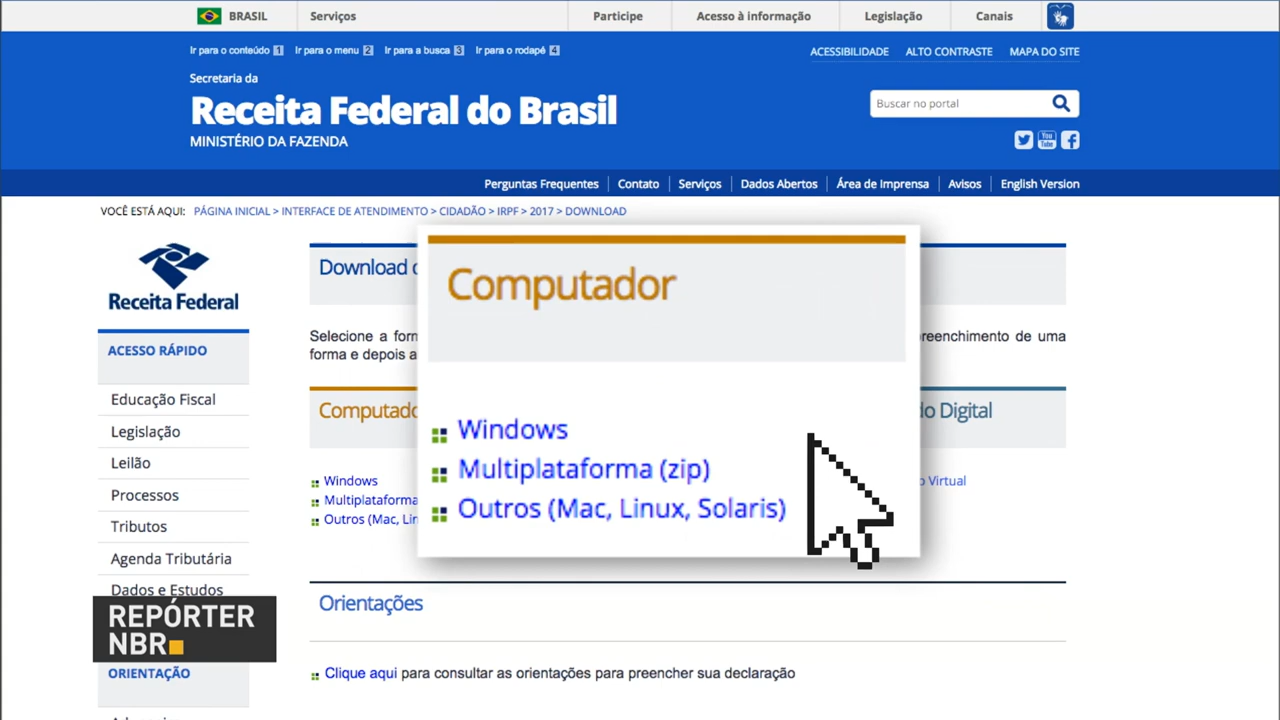 BRASIL
Serviços
Participe
Acesso à informação
Legislação
Canais
Ir para o conteúdo 1 Ir para o menu 2 Ir para a busca 3 Ir para o rodapé 4
ACESSIBILIDADE ALTO CONTRASTE MAPA DO SITE
Secretaria da
Receita Federal do Brasil
MINISTÉRIO DA FAZENDA
Buscar no portal
You Tube
Perguntas Frequentes Contato Serviços Dados Abertos Área de Imprensa Avisos English Version
VOCÊ ESTÁ AQUI: PÁGINA INICIAL > INTERFACE DE ATENDIMENTO > CIDADÃO > IRPF > 2017 > DOWNLOAD
Receita Federal
ACESSO RÁPIDO
Educação Fiscal
Legislação
Leilão
Processos
Tributos
Agenda Tributária
Dados e Estudos
REPÓRTER
NBR
ORIENTAÇÃO
Download
Selecione a reenchimento de uma
forma e depois a
Computado o Digital
Windows Virtual
Multiplataforma
Outros (Mac, Lin
Computador
Windows
Multiplataforma (zip)
Outros (Mac, Linux, Solaris)
Orientações
Clique aqui para consultar as orientações para preencher sua declaração